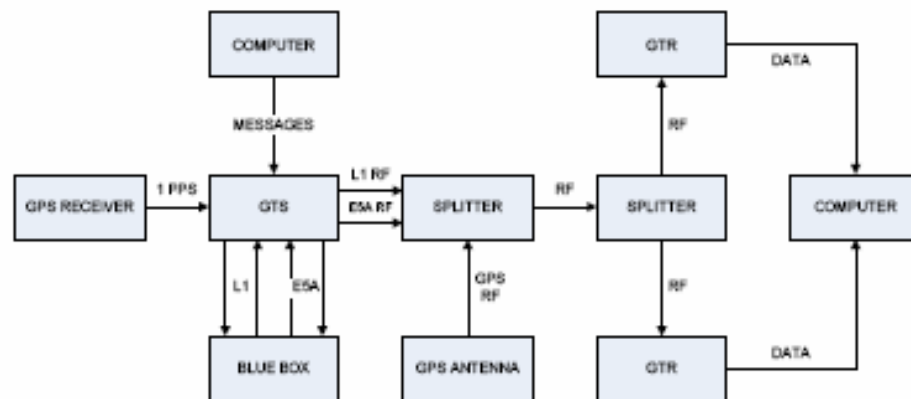 COMPUTER
GTR
DATA
MESSAGES
RF
GPS RECEIVER
1 PPS
GTS
L1 RF
E5A RF
SPLITTER
RF
SPLITTER
COMPUTER
L1
E5A
GPS
RF
RF
BLUE BOX
GPS ANTENNA
GTR
DATA